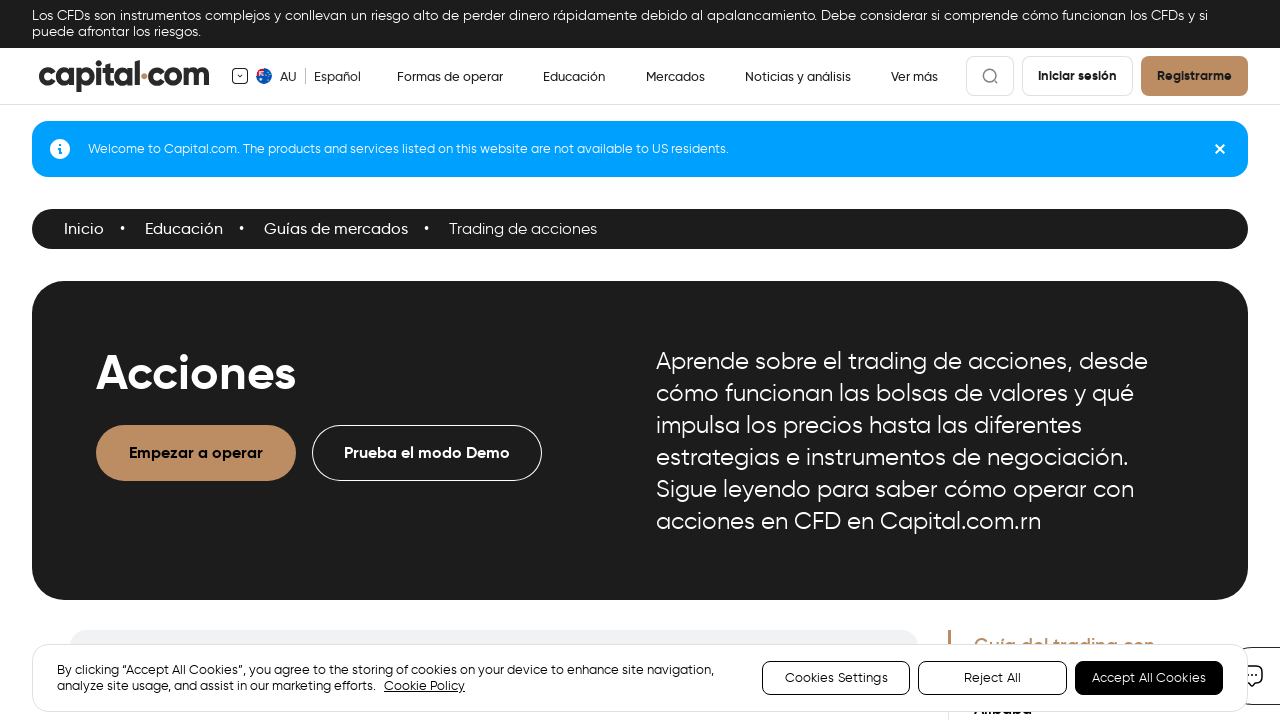 Los CFDs son instrumentos complejos y conllevan un riesgo alto de perder dinero rápidamente debido al apalancamiento. Debe considerar si comprende cómo funcionan los CFDs y si
puede afrontar los riesgos.
capital.com
AU
Español
Formas de operar
Educación
Mercados
Noticias y análisis
Ver más
Iniciar sesión
Registrarme
Welcome to Capital.com. The products and services listed on this website are not available to US residents.
Inicio • Educación • Guías de mercados • Trading de acciones
Acciones
Empezar a operar
Prueba el modo Demo
Aprende sobre el trading de acciones, desde
cómo funcionan las bolsas de valores y qué
impulsa los precios hasta las diferentes
estrategias e instrumentos de negociación.
Sigue leyendo para saber cómo operar con
acciones en CFD en Capital.com.rn
Guía del trading con
By clicking “Accept All Cookies”, you agree to the storing of cookies on your device to enhance site navigation,
analyze site usage, and assist in our marketing efforts. Cookie Policy
Cookies Settings
Reject All
Accept All Cookies
Alibaba